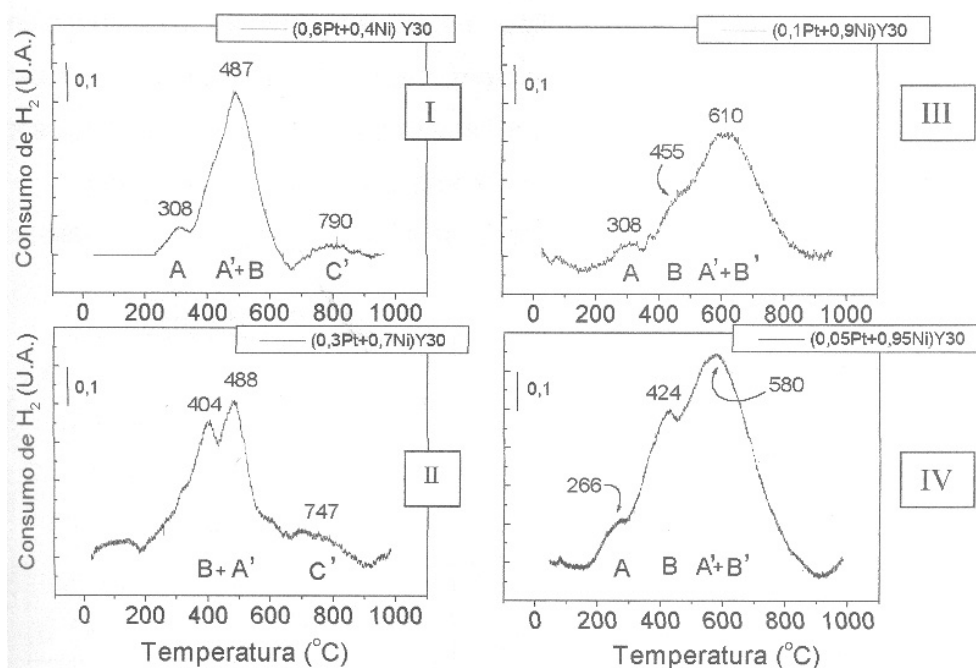 (0,6Pt+0,4Ni) Y30
Consumo de H₂ (U.A.)
0,1
487
308
790
A A'+B C'
I
0 200 400 600 800 1000
(0,1Pt+0,9Ni)Y30
0,1
610
455
308
A B A'+B'
III
0 200 400 600 800 1000
(0,3Pt+0,7Ni)Y30
Consumo de H₂ (U.A.)
0,1
488
404
747
B+A' C'
II
0 200 400 600 800 1000
Temperatura (°C)
(0,05Pt+0,95Ni)Y30
0,1
424
580
266
A B A'+B'
IV
0 200 400 600 800 1000
Temperatura (°C)